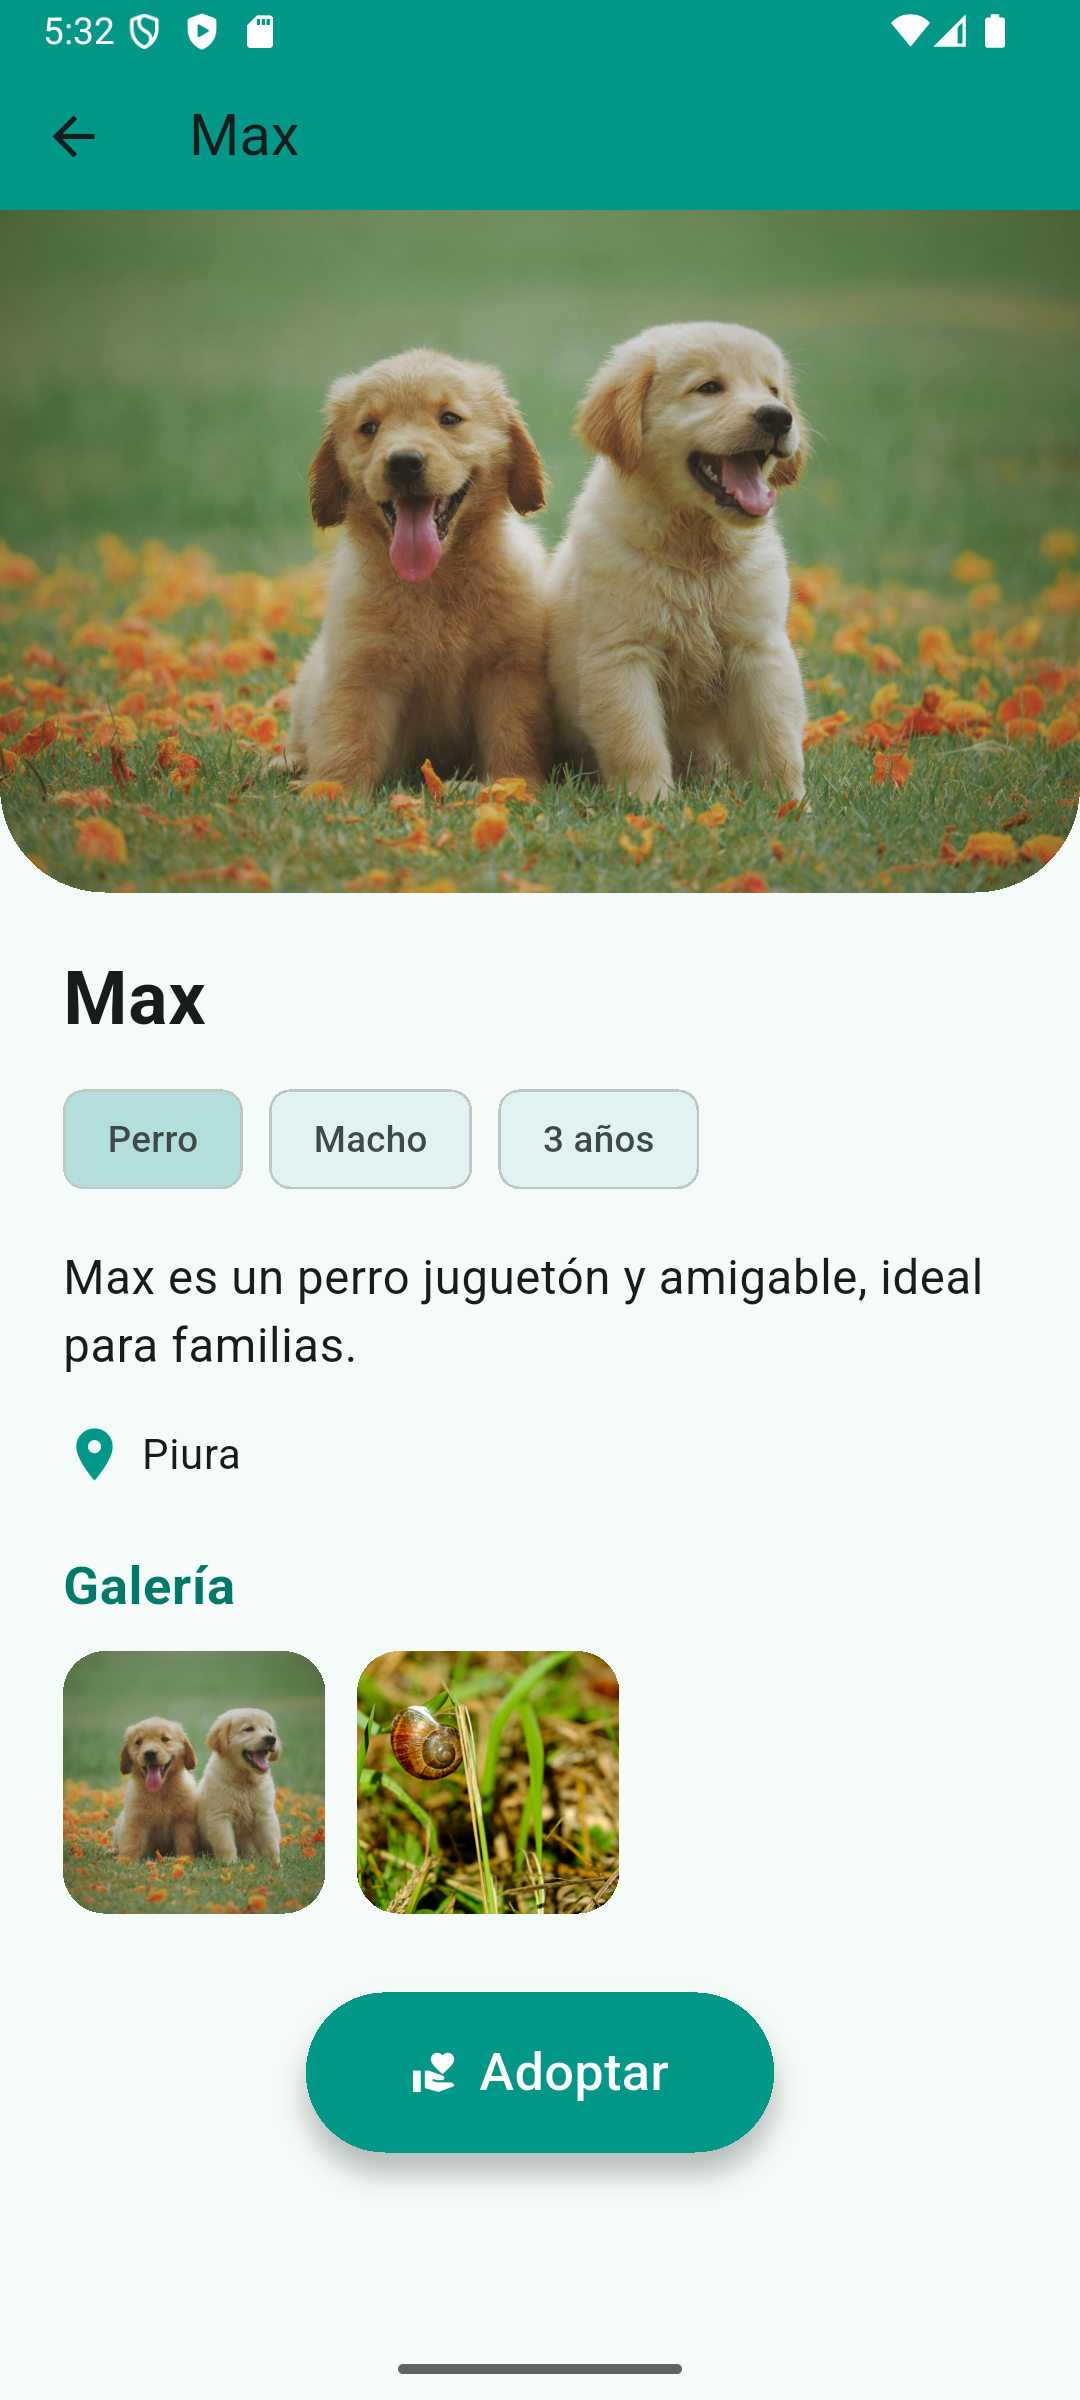 5:32
Max
Max
Perro
Macho
3 años
Max es un perro juguetón y amigable, ideal
para familias.
Piura
Galería
Adoptar